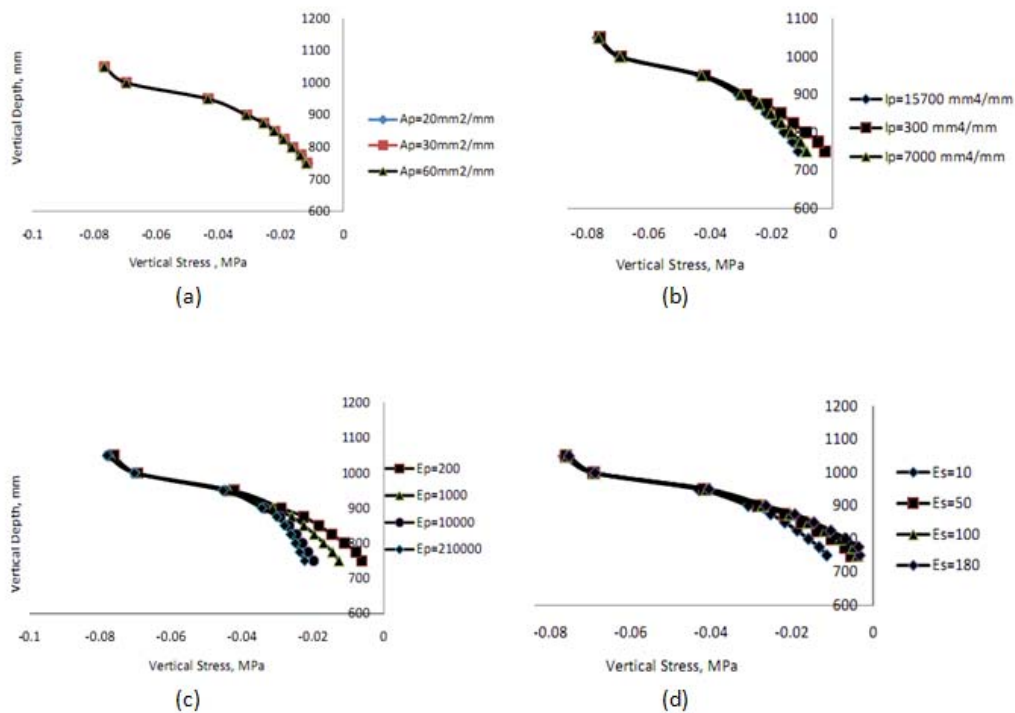 1200
1100
1000
900
800
700
600
Vertical Depth, mm
-0.1 -0.08 -0.06 -0.04 -0.02 0
Vertical Stress , MPa
Ap=20mm2/mm
Ap=30mm2/mm
Ap=60mm2/mm
(a)
1100
1000
900
800
700
600
-0.08 -0.06 -0.04 -0.02 0
Vertical Stress, MPa
Ip=15700 mm4/mm
Ip=300 mm4/mm
Ip=7000 mm4/mm
(b)
1200
1100
1000
900
800
700
600
Vertical Depth, mm
-0.1 -0.08 -0.06 -0.04 -0.02 0
Vertical Stress, MPa
Ep=200
Ep=1000
Ep=10000
Ep=210000
(c)
1200
1100
1000
900
800
700
600
-0.08 -0.06 -0.04 -0.02 0
Vertical Stress, MPa
Es=10
Es=50
Es=100
Es=180
(d)